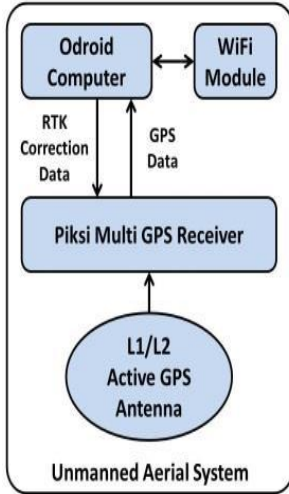 Odroid
Computer
WiFi
Module
RTK
Correction
Data
GPS
Data
Piksi Multi GPS Receiver
L1/L2
Active GPS
Antenna
Unmanned Aerial System